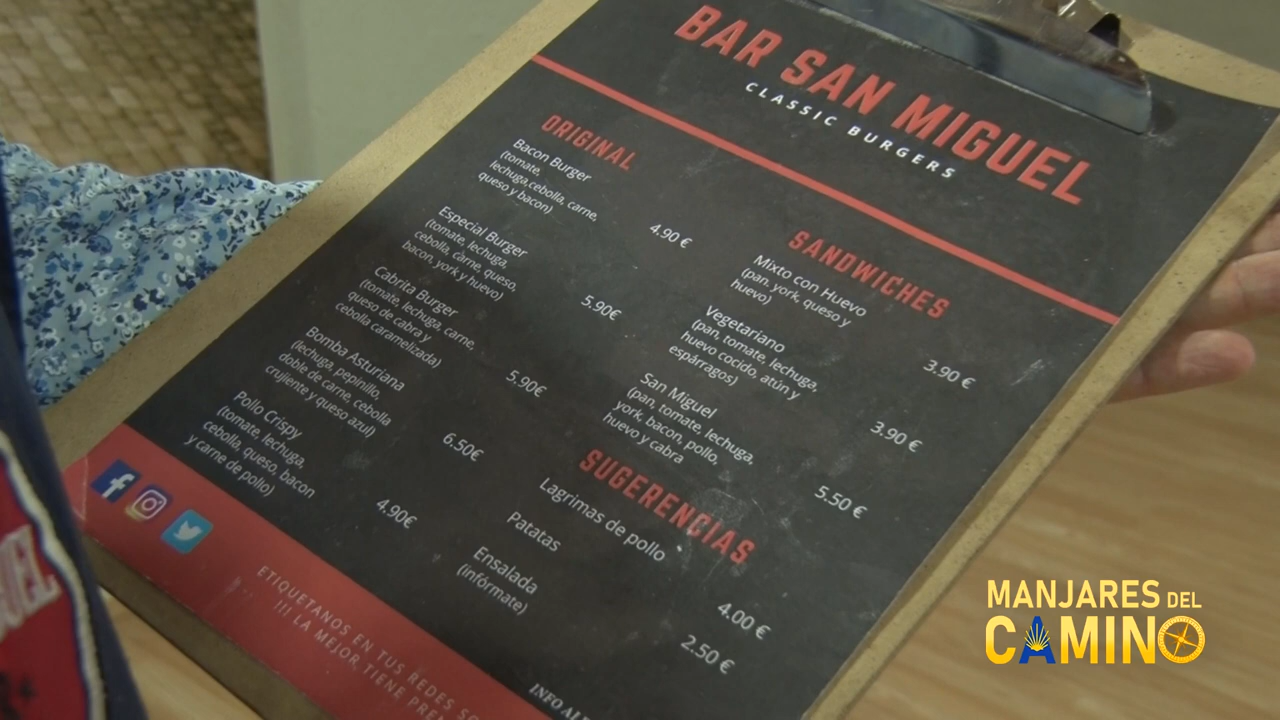 BAR SAN MIGUEL
CLASSIC BURGERS
ORIGINAL
Bacon Burger
(tomate,
lechuga,cebolla, carne,
queso y bacon)
4.90 €
Especial Burger
(tomate, lechuga,
cebolla, carne, queso,
bacon, york y huevo)
5.90€
Cabrita Burger
(tomate, lechuga, carne,
queso de cabra y
cebolla caramelizada)
5.90€
Bomba Asturiana
(lechuga, pepinillo,
doble de carne, cebolla
crujiente y queso azul)
6.50€
Pollo Crispy
(tomate, lechuga,
cebolla, queso, bacon
y carne de pollo)
4.90€
SANDWICHES
Mixto con Huevo
(pan, york, queso y
huevo)
3.90 €
Vegetariano
(pan, tomate, lechuga,
huevo cocido, atún y
espárragos)
3.90 €
San Miguel
(pan, tomate, lechuga,
york, bacon, pollo,
huevo y cabra
5.50 €
SUGERENCIAS
Lagrimas de pollo
4.00 €
Patatas
2.50 €
Ensalada
(infórmate)
ETIQUETANOS EN TUS REDES
!!! LA MEJOR TIENE
INFO
MANJARES DEL
CAMINO